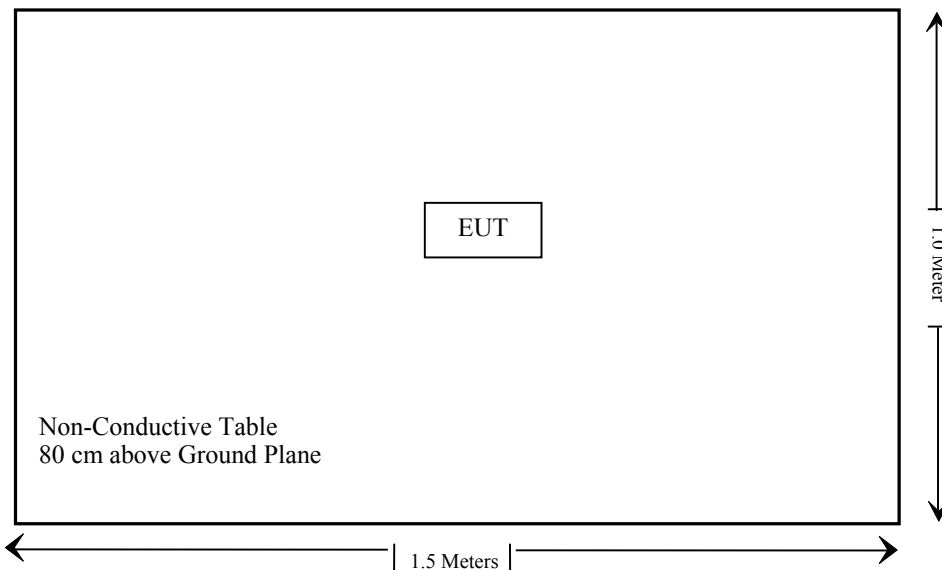 EUT
1.0 Meter
Non-Conductive Table
80 cm above Ground Plane
1.5 Meters